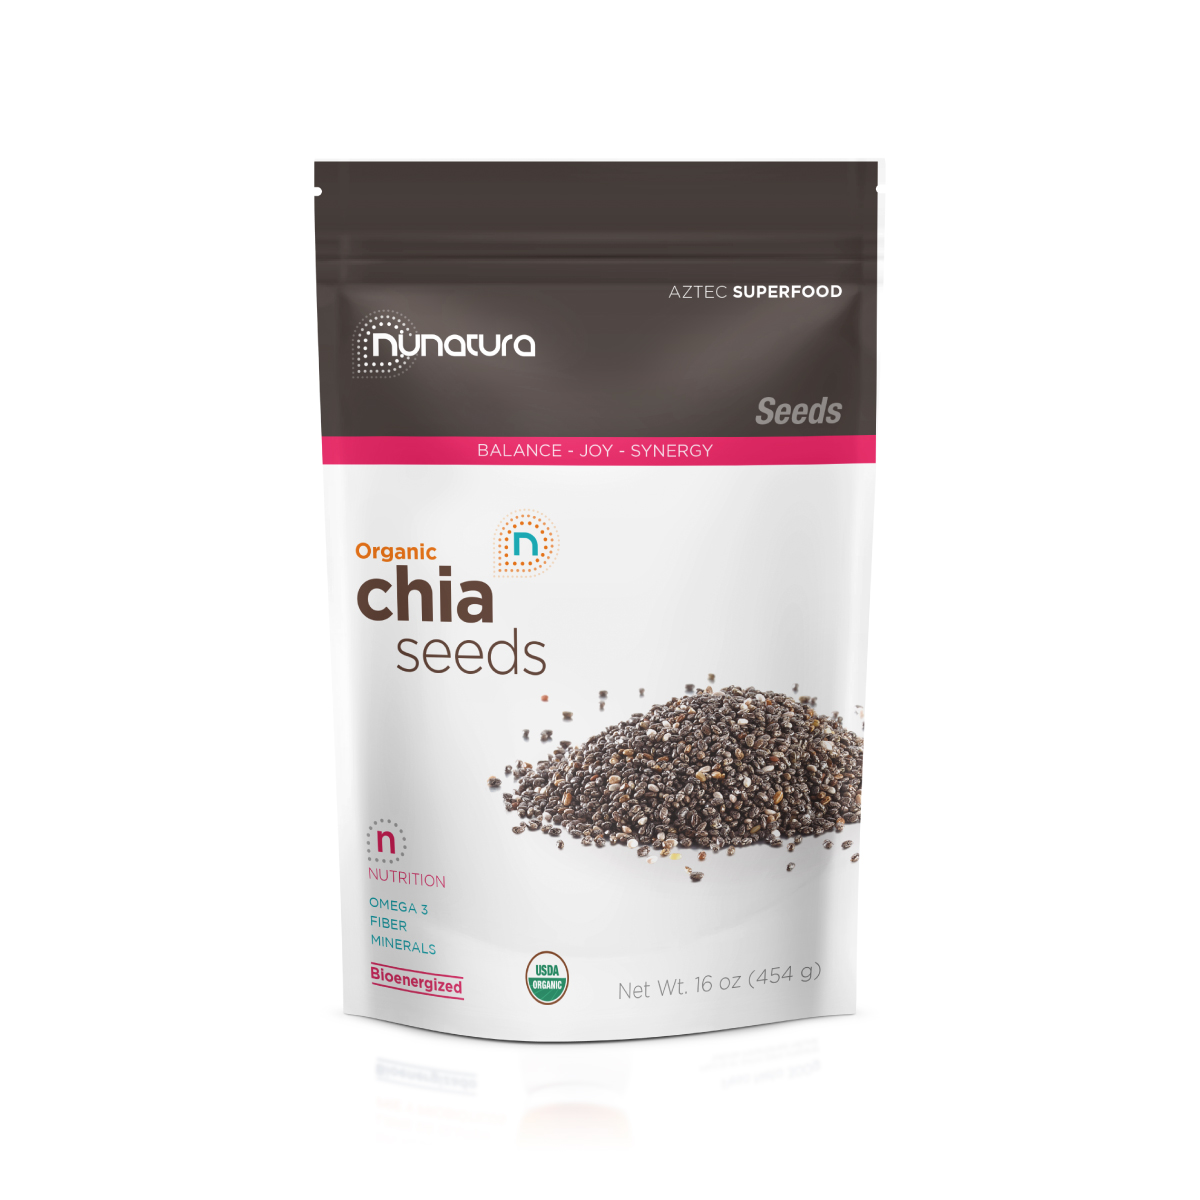 AZTEC SUPERFOOD
nunatura
Seeds
BALANCE - JOY - SYNERGY
n
Organic
chia
seeds
n
NUTRITION
OMEGA 3
FIBER
MINERALS
Bioenergized
USDA
ORGANIC
Net Wt. 16 oz (454 g)